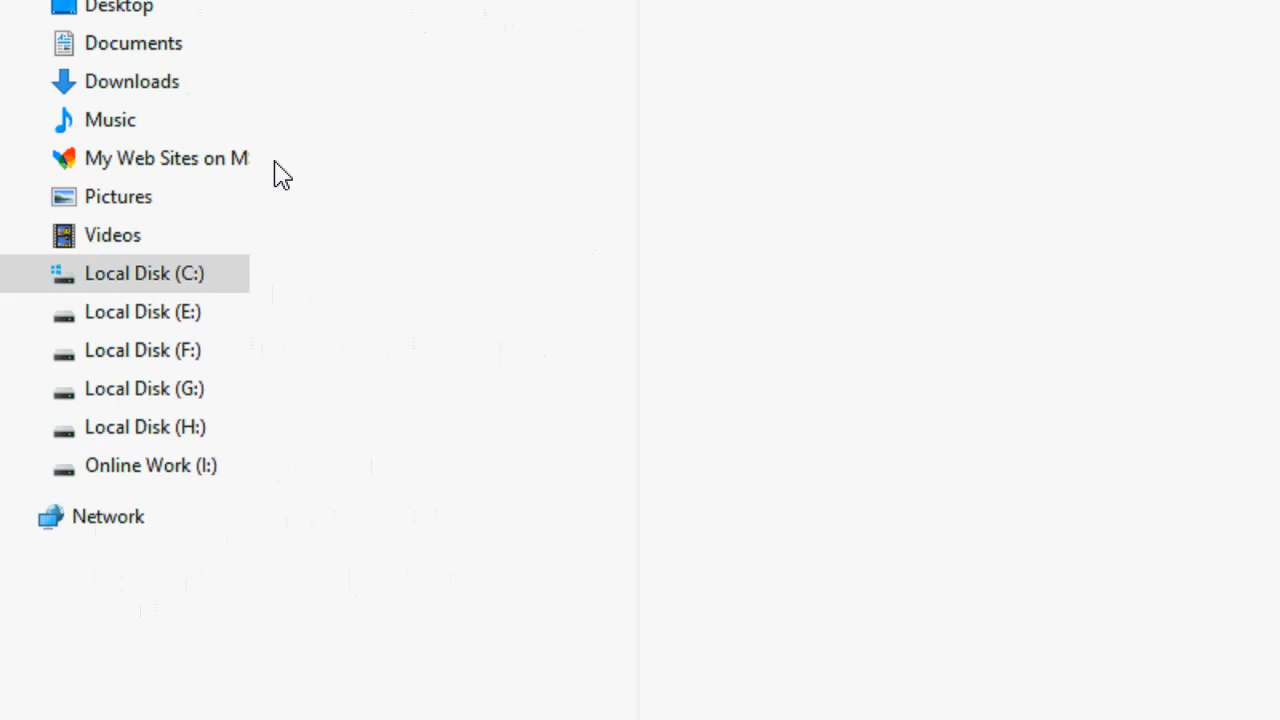 Desktop
Documents
Downloads
Music
My Web Sites on M
Pictures
Videos
Local Disk (C:)
Local Disk (E:)
Local Disk (F:)
Local Disk (G:)
Local Disk (H:)
Online Work (I:)
Network